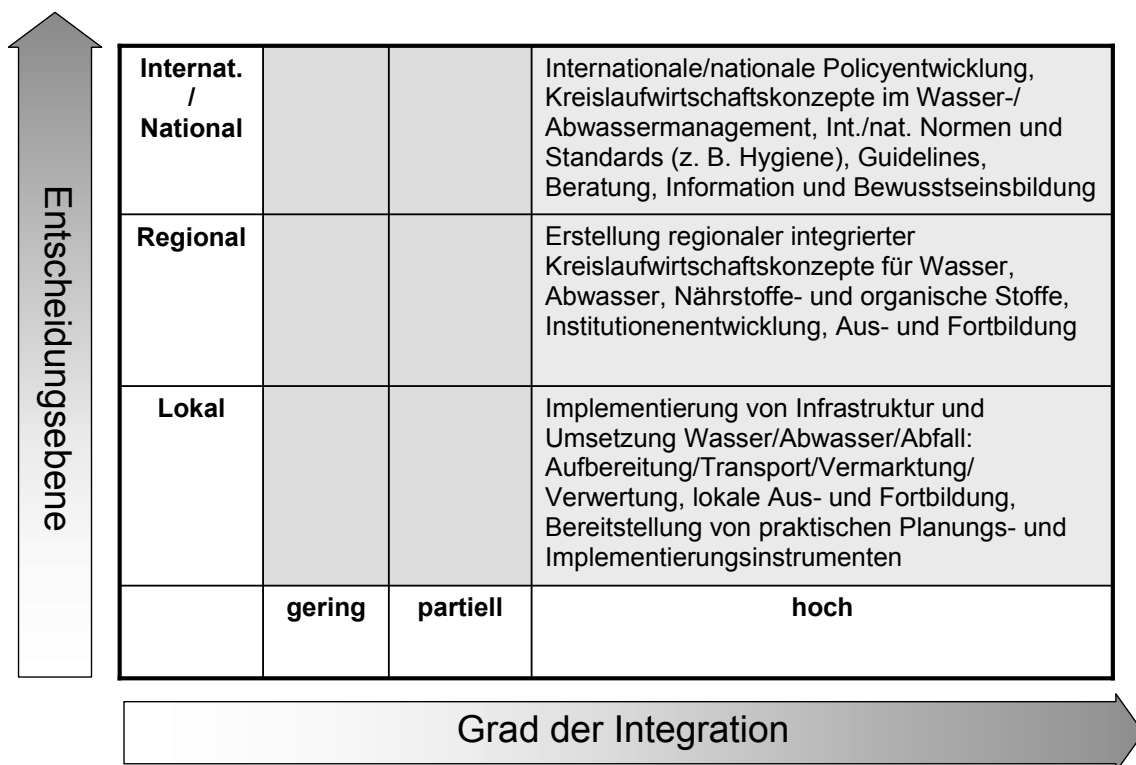 Entscheidungsebene
Internat.
/
National
Internationale/nationale Policyentwicklung,
Kreislaufwirtschaftskonzepte im Wasser-/
Abwassermanagement, Int./nat. Normen und
Standards (z. B. Hygiene), Guidelines,
Beratung, Information und Bewusstseinsbildung
Regional
Erstellung regionaler integrierter
Kreislaufwirtschaftskonzepte für Wasser,
Abwasser, Nährstoffe- und organische Stoffe,
Institutionenentwicklung, Aus- und Fortbildung
Lokal
Implementierung von Infrastruktur und
Umsetzung Wasser/Abwasser/Abfall:
Aufbereitung/Transport/Vermarktung/
Verwertung, lokale Aus- und Fortbildung,
Bereitstellung von praktischen Planungs- und
Implementierungsinstrumenten
gering partiell hoch
Grad der Integration